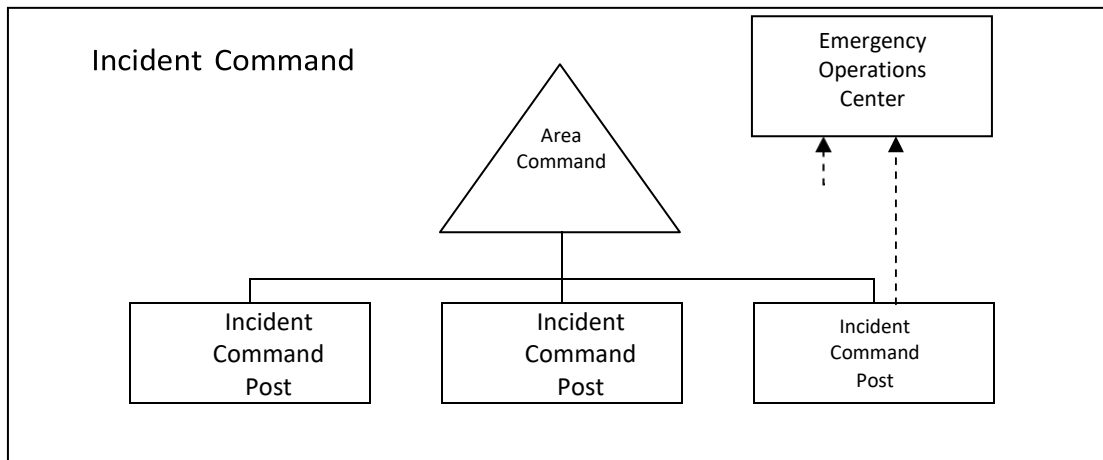 Incident Command
Emergency
Operations
Center
Area
Command
Incident
Command
Post
Incident
Command
Post
Incident
Command
Post